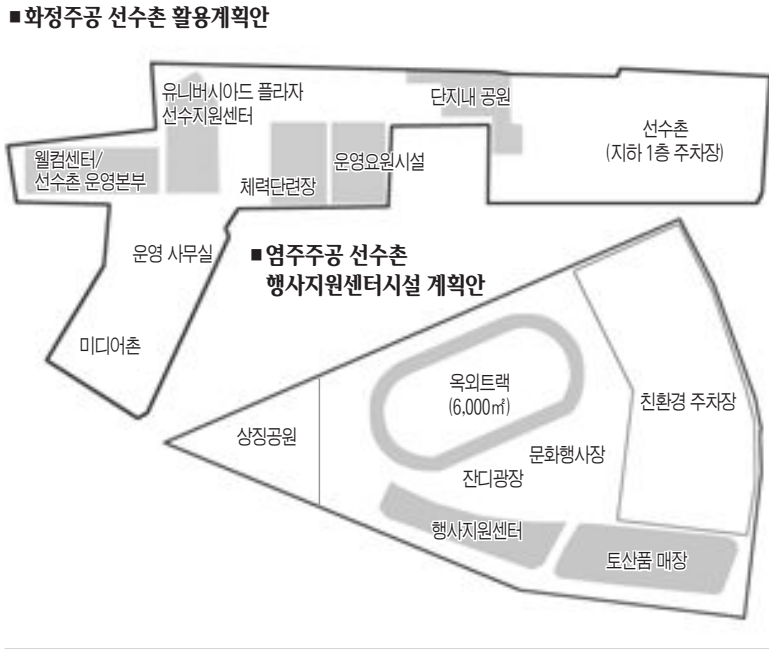 ■ 화정주공 선수촌 활용계획안
유니버시아드 플라자
선수지원센터
단지내 공원
선수촌
(지하 1층 주차장)
웰컴센터/
선수촌 운영본부
체력단련장
운영요원시설
운영 사무실
미디어촌
■ 염주주공 선수촌
행사지원센터시설 계획안
옥외트랙
(6,000㎡)
친환경 주차장
상징공원
문화행사장
잔디광장
행사지원센터
토산품 매장